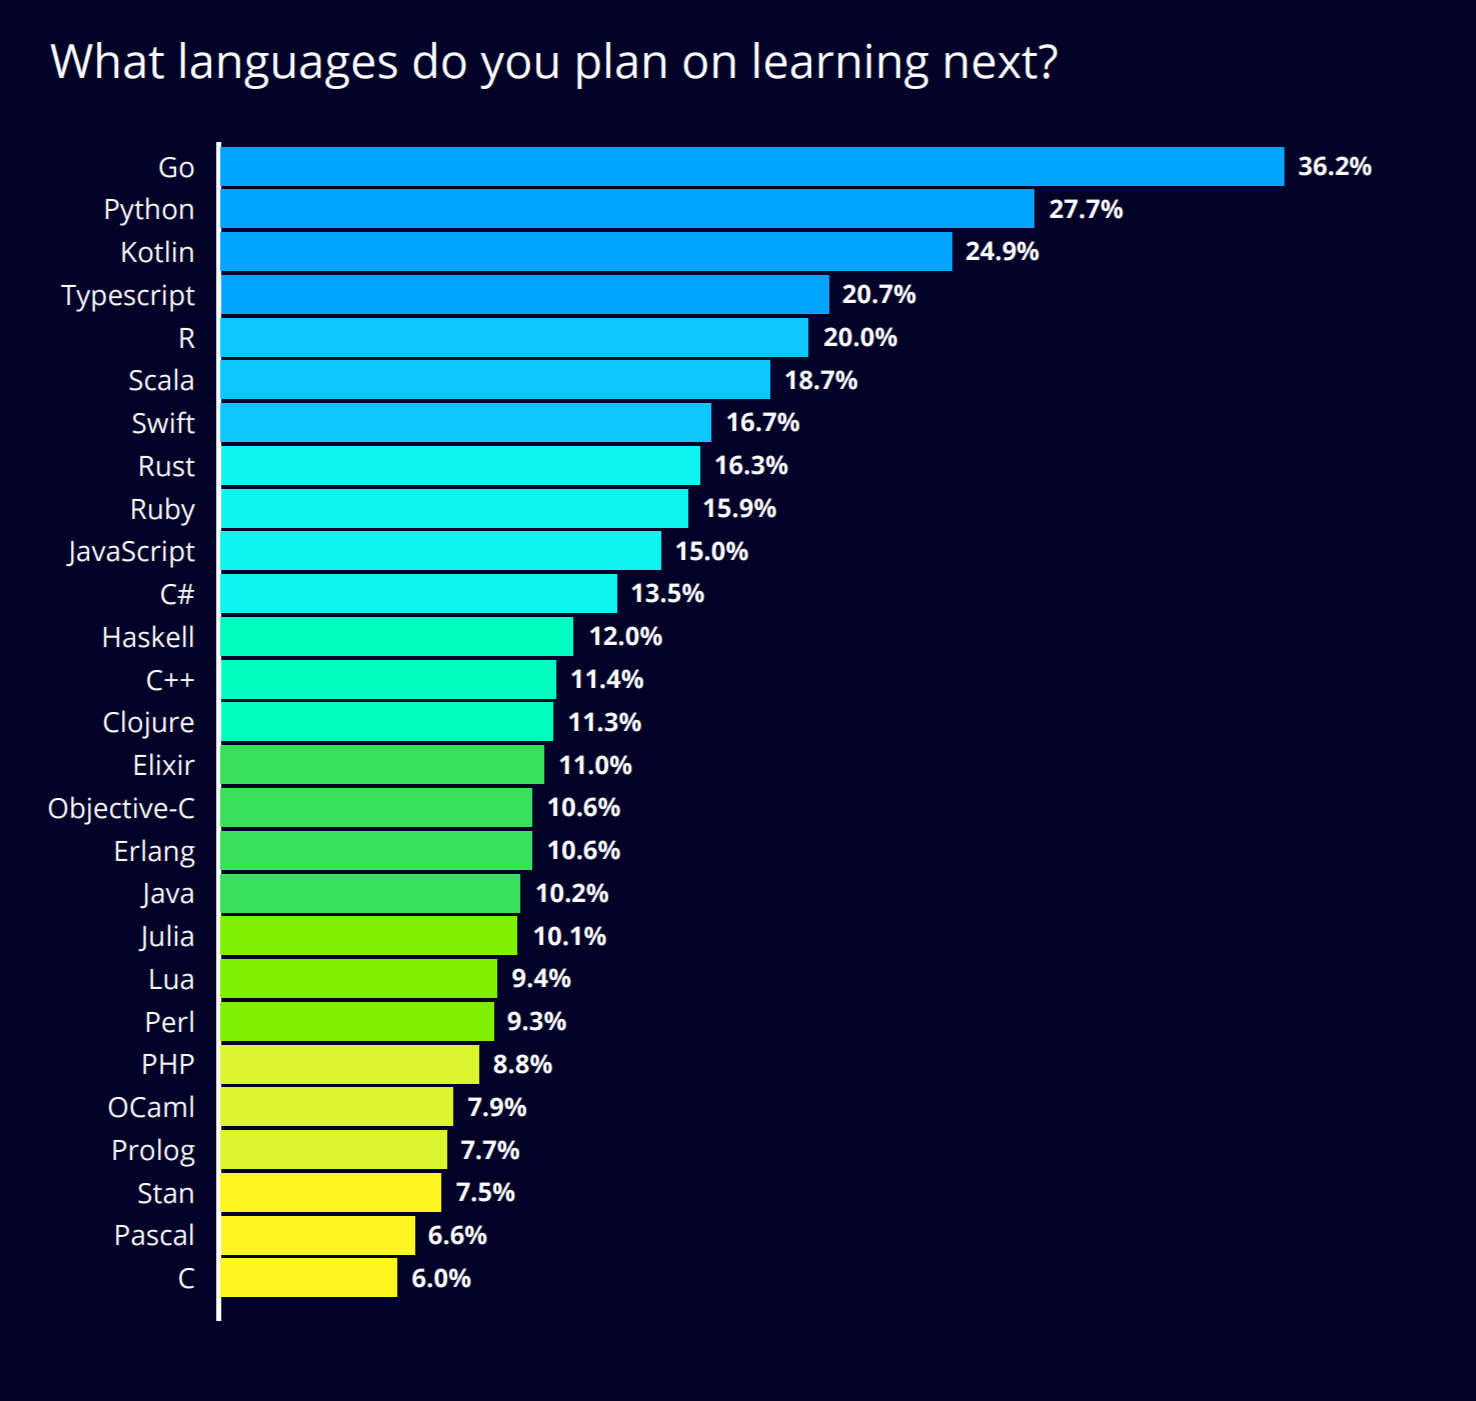 What languages do you plan on learning next?
Go 36.2%
Python 27.7%
Kotlin 24.9%
Typescript 20.7%
R 20.0%
Scala 18.7%
Swift 16.7%
Rust 16.3%
Ruby 15.9%
JavaScript 15.0%
C# 13.5%
Haskell 12.0%
C++ 11.4%
Clojure 11.3%
Elixir 11.0%
Objective-C 10.6%
Erlang 10.6%
Java 10.2%
Julia 10.1%
Lua 9.4%
Perl 9.3%
PHP 8.8%
OCaml 7.9%
Prolog 7.7%
Stan 7.5%
Pascal 6.6%
C 6.0%